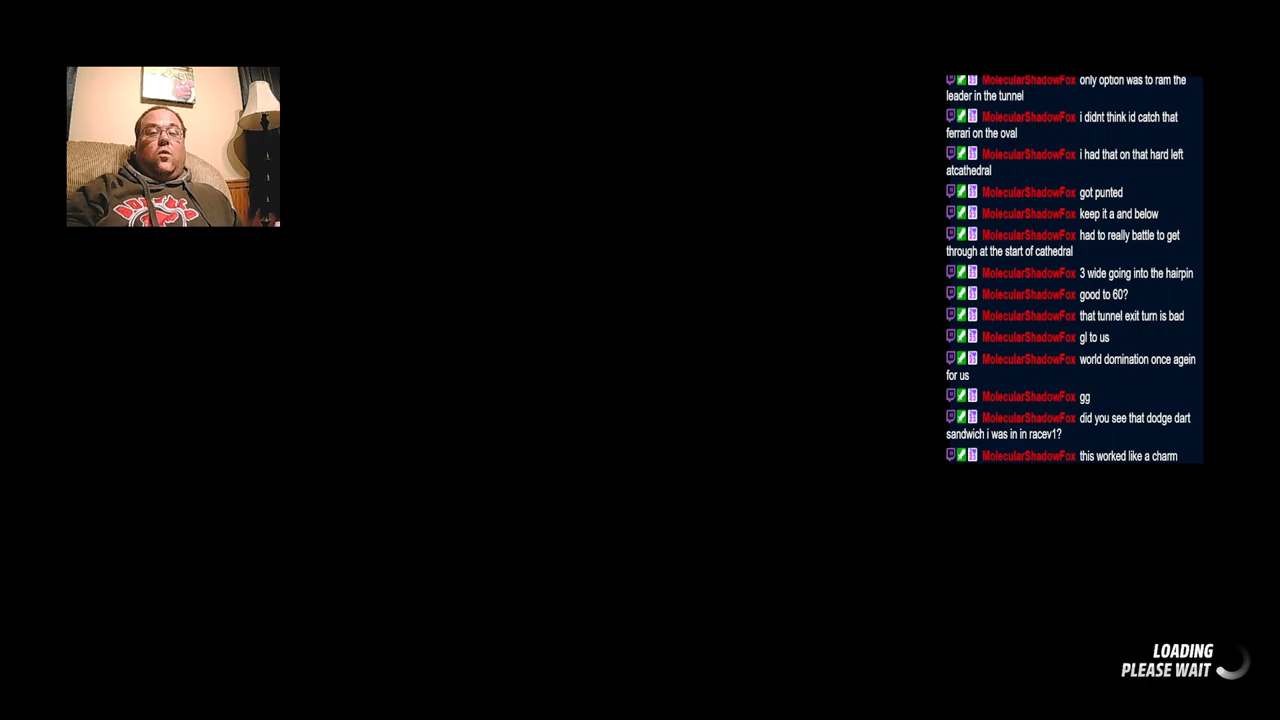 MolecularShadowFox only option was to ram the
leader in the tunnel
MolecularShadowFox i didnt think id catch that
ferrari on the oval
MolecularShadowFox i had that on that hard left
atcathedral
MolecularShadowFox got punted
MolecularShadowFox keep it a and below
MolecularShadowFox had to really battle to get
through at the start of cathedral
MolecularShadowFox 3 wide going into the hairpin
MolecularShadowFox good to 60?
MolecularShadowFox that tunnel exit turn is bad
MolecularShadowFox gl to us
MolecularShadowFox world domination once agein
for us
MolecularShadowFox gg
MolecularShadowFox did you see that dodge dart
sandwich i was in in racev1?
MolecularShadowFox this worked like a charm
LOADING
PLEASE WAIT